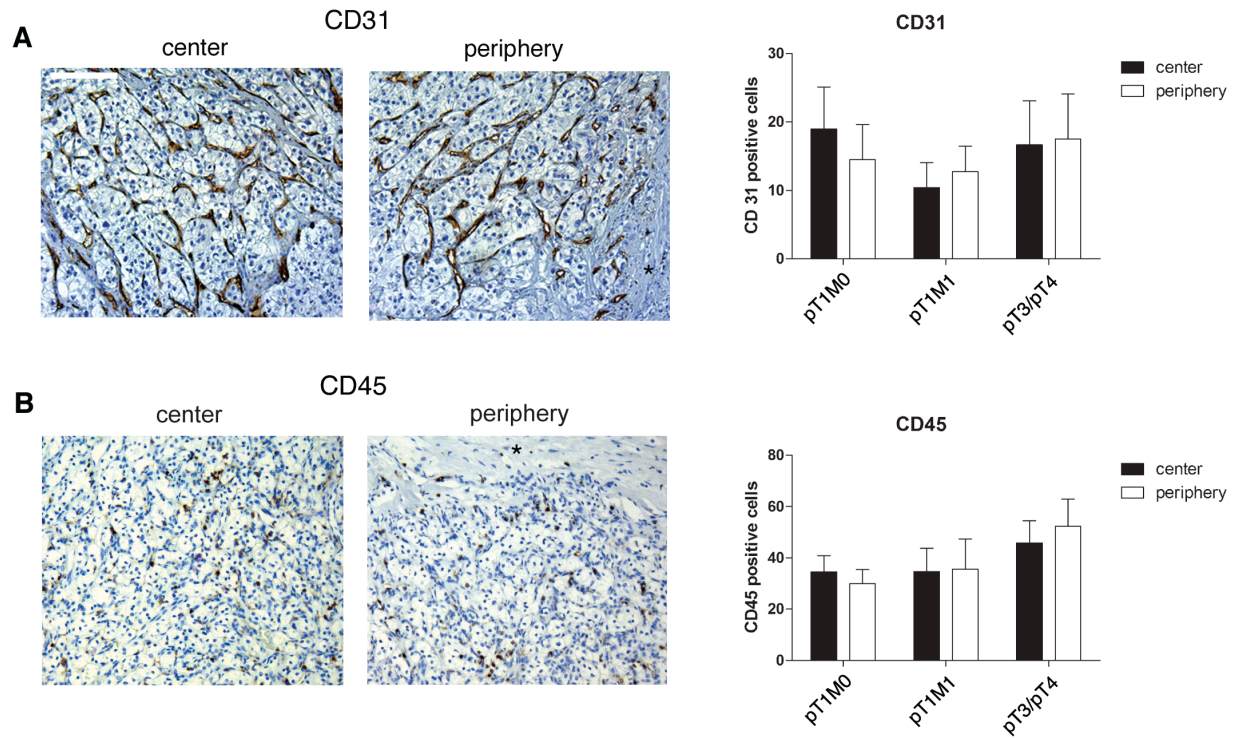 A
CD31
center
periphery
*
CD31
CD 31 positive cells
30
20
10
0
pT1M0
pT1M1
pT3/pT4
center
periphery
B
CD45
center
periphery
*
CD45
CD45 positive cells
80
60
40
20
0
pT1M0
pT1M1
pT3/pT4
center
periphery